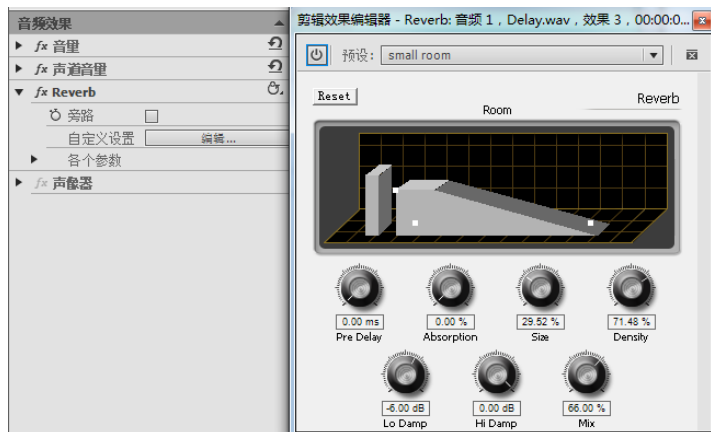 音频效果
fx 音量
fx 声道音量
fx Reverb
旁路
自定义设置 编辑...
各个参数
fx 声像器
剪辑效果编辑器 - Reverb: 音频 1，Delay.wav，效果 3，00:00:0...
预设: small room
Reset
Room
Reverb
0.00 ms 0.00 % 29.52 % 71.48 %
Pre Delay Absorption Size Density
-6.00 dB 0.00 dB 66.00 %
Lo Damp Hi Damp Mix